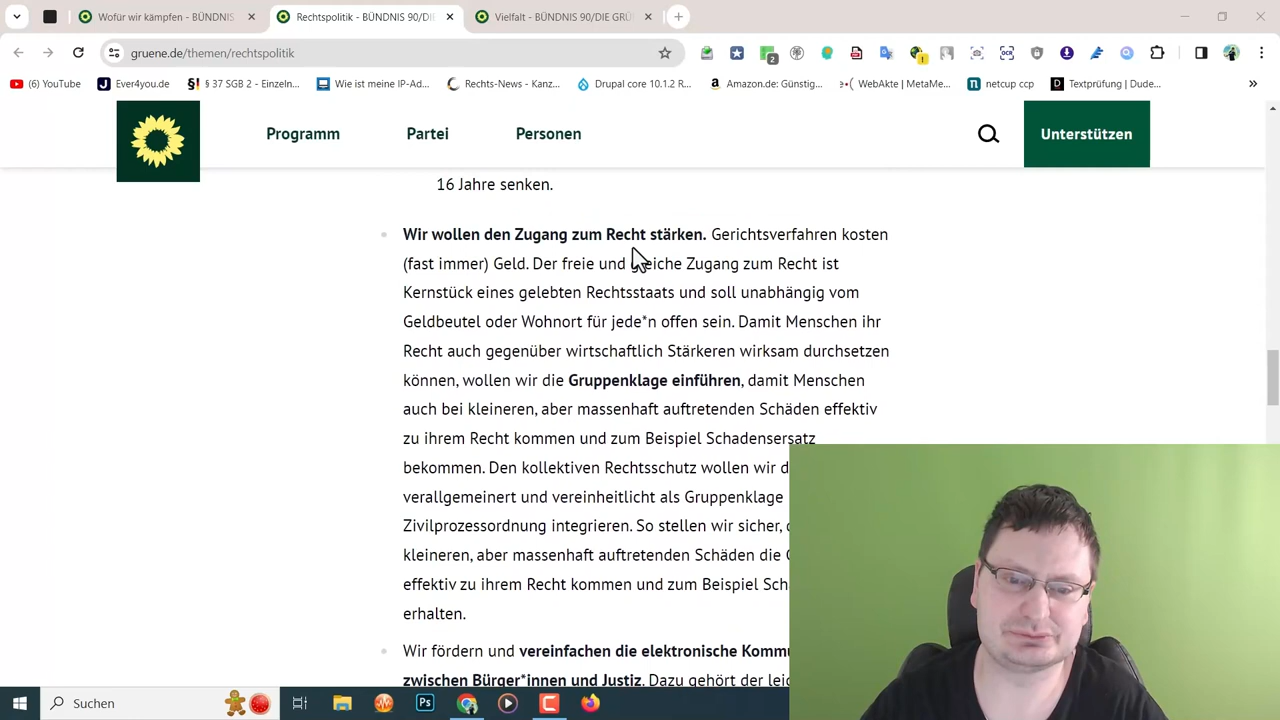 Wofür wir kämpfen - BÜNDNIS
Rechtspolitik - BÜNDNIS 90/DIE
Vielfalt - BÜNDNIS 90/DIE GRÜ
gruene.de/themen/rechtspolitik
(6) YouTube
Ever4you.de
§ 37 SGB 2 - Einzeln...
Wie ist meine IP-Ad...
Rechts-News - Kanz...
Drupal core 10.1.2 R...
Amazon.de: Günstig...
WebAkte | MetaMe...
netcup ccp
Textprüfung | Dude...
Programm
Partei
Personen
Unterstützen
16 Jahre senken.
Wir wollen den Zugang zum Recht stärken. Gerichtsverfahren kosten
(fast immer) Geld. Der freie und gleiche Zugang zum Recht ist
Kernstück eines gelebten Rechtsstaats und soll unabhängig vom
Geldbeutel oder Wohnort für jede*n offen sein. Damit Menschen ihr
Recht auch gegenüber wirtschaftlich Stärkeren wirksam durchsetzen
können, wollen wir die Gruppenklage einführen, damit Menschen
auch bei kleineren, aber massenhaft auftretenden Schäden effektiv
zu ihrem Recht kommen und zum Beispiel Schadensersatz
bekommen. Den kollektiven Rechtsschutz wollen wir
verallgemeinert und vereinheitlicht als Gruppenklage
Zivilprozessordnung integrieren. So stellen wir sicher,
kleineren, aber massenhaft auftretenden Schäden die
effektiv zu ihrem Recht kommen und zum Beispiel
erhalten.
Wir fördern und vereinfachen die elektronische
zwischen Bürger*innen und Justiz. Dazu gehört der
Suchen